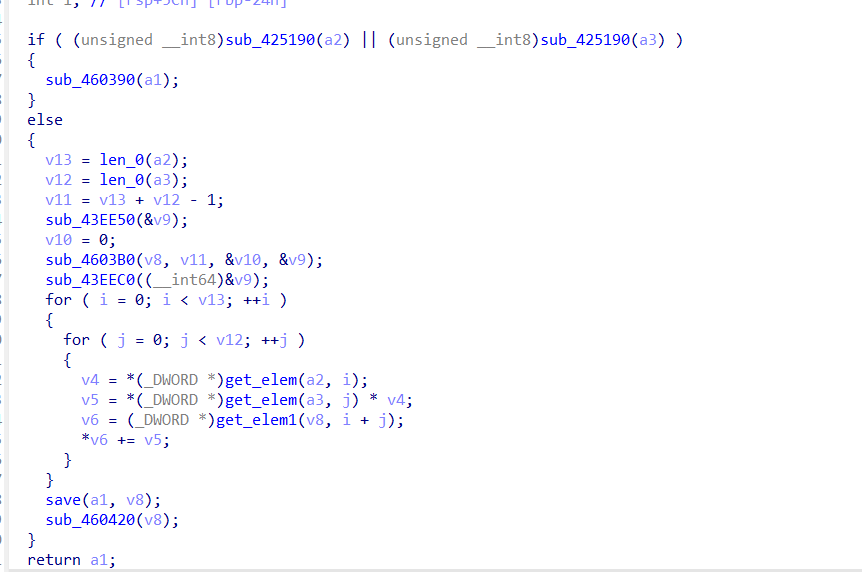 int i; // [rsp+5Ch] [rbp-24h]
if ( (unsigned __int8)sub_425190(a2) || (unsigned __int8)sub_425190(a3) )
{
sub_460390(a1);
}
else
{
v13 = len_0(a2);
v12 = len_0(a3);
v11 = v13 + v12 - 1;
sub_43EE50(&v9);
v10 = 0;
sub_4603B0(v8, v11, &v10, &v9);
sub_43EEC0((__int64)&v9);
for ( i = 0; i < v13; ++i )
{
for ( j = 0; j < v12; ++j )
{
v4 = *(_DWORD *)get_elem(a2, i);
v5 = *(_DWORD *)get_elem(a3, j) * v4;
v6 = (_DWORD *)get_elem1(v8, i + j);
*v6 += v5;
}
}
save(a1, v8);
sub_460420(v8);
}
return a1;